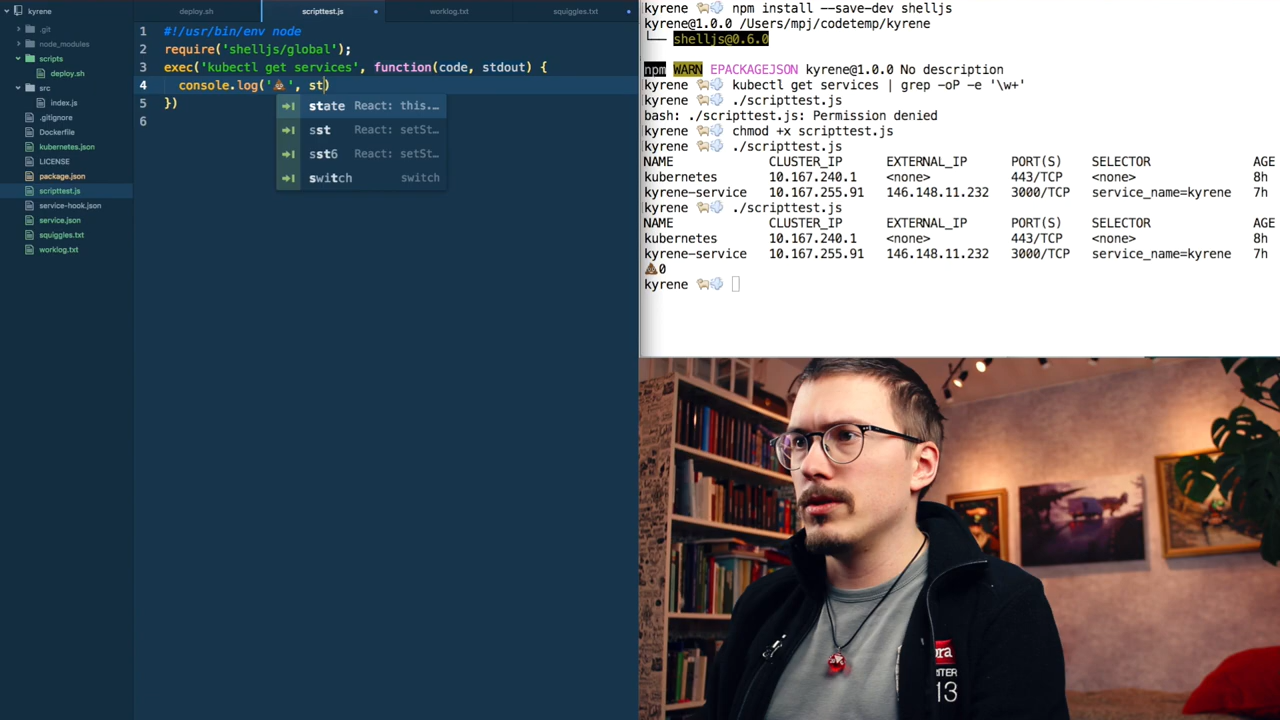 kyrene
.git
node_modules
scripts
deploy.sh
src
index.js
.gitignore
Dockerfile
kubernetes.json
LICENSE
package.json
scripttest.js
service-hook.json
service.json
squiggles.txt
worklog.txt
deploy.sh
scripttest.js
worklog.txt
squiggles.txt
1 #!/usr/bin/env node
2 require('shelljs/global');
3 exec('kubectl get services', function(code, stdout) {
4 console.log('💩', st)
5 })
6
state React: this.…
sst React: setSt…
sst6 React: setSt…
switch switch
kyrene 🐑💨 npm install --save-dev shelljs
kyrene@1.0.0 /Users/mpj/codetemp/kyrene
└── shelljs@0.6.0
npm WARN EPACKAGEJSON kyrene@1.0.0 No description
kyrene 🐑💨 kubectl get services | grep -oP -e '\w+'
kyrene 🐑💨 ./scripttest.js
bash: ./scripttest.js: Permission denied
kyrene 🐑💨 chmod +x scripttest.js
kyrene 🐑💨 ./scripttest.js
NAME CLUSTER_IP EXTERNAL_IP PORT(S) SELECTOR AGE
kubernetes 10.167.240.1 <none> 443/TCP <none> 8h
kyrene-service 10.167.255.91 146.148.11.232 3000/TCP service_name=kyrene 7h
kyrene 🐑💨 ./scripttest.js
NAME CLUSTER_IP EXTERNAL_IP PORT(S) SELECTOR AGE
kubernetes 10.167.240.1 <none> 443/TCP <none> 8h
kyrene-service 10.167.255.91 146.148.11.232 3000/TCP service_name=kyrene 7h
💩0
kyrene 🐑💨
13